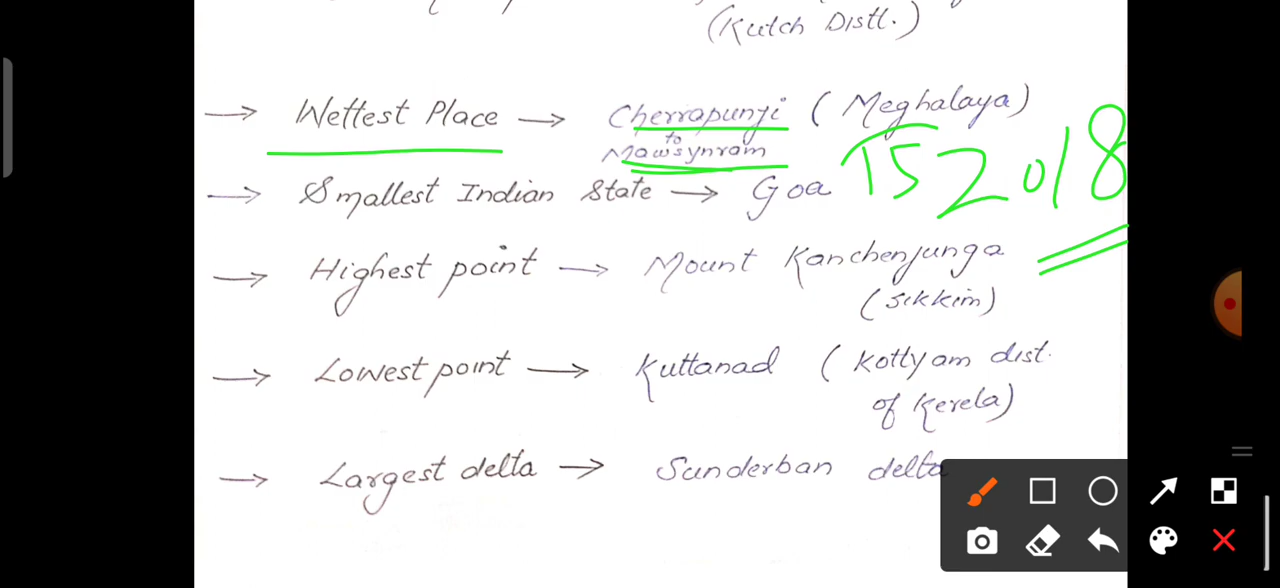 (Kutch Distt.)
→ Wettest Place → Cherrapunji (Meghalaya)
to
Mawsynram
TS 2018
→ Smallest Indian State → Goa
→ Highest point → Mount Kanchenjunga
(Sikkim)
→ Lowest point → Kuttanad (Kottyam dist.
of Kerela)
→ Largest delta → Sunderban delta